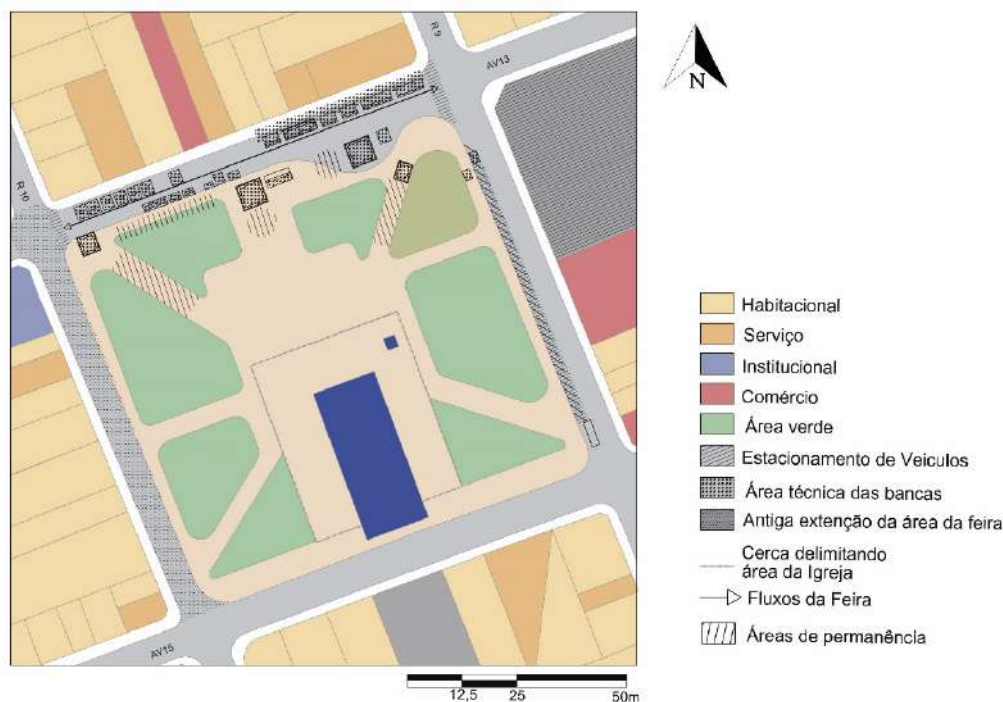 R 9
AV13
N
R 10
Habitacional
Serviço
Institucional
Comércio
Área verde
Estacionamento de Veiculos
Área técnica das bancas
Antiga extenção da área da feira
Cerca delimitando
área da Igreja
Fluxos da Feira
Áreas de permanência
AV15
12,5 25 50m